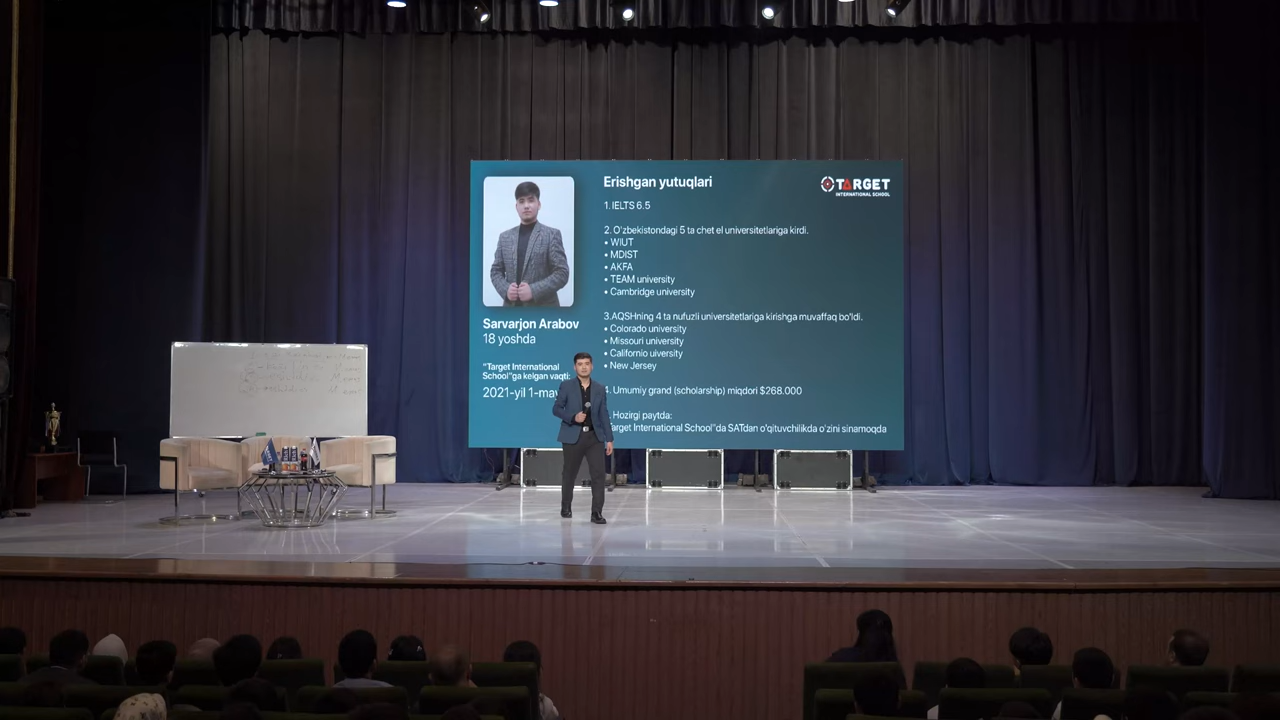 Erishgan yutuqlari
TARGET
INTERNATIONAL SCHOOL
1. IELTS 6.5
2. O'zbekistondagi 5 ta chet el universitetlariga kirdi.
• WIUT
• MDIST
• AKFA
• TEAM university
• Cambridge university
3.AQSHning 4 ta nufuzli universitetlariga kirishga muvaffaq bo'ldi.
• Colorado university
• Missouri university
• Californio uiversity
• New Jersey
4. Umumiy grand (scholarship) miqdori $268.000
. Hozirgi paytda:
Target International School"da SATdan o'qituvchilikda o'zini sinamoqda
Sarvarjon Arabov
18 yoshda
"Target International
School"ga kelgan vaqti:
2021-yil 1-may